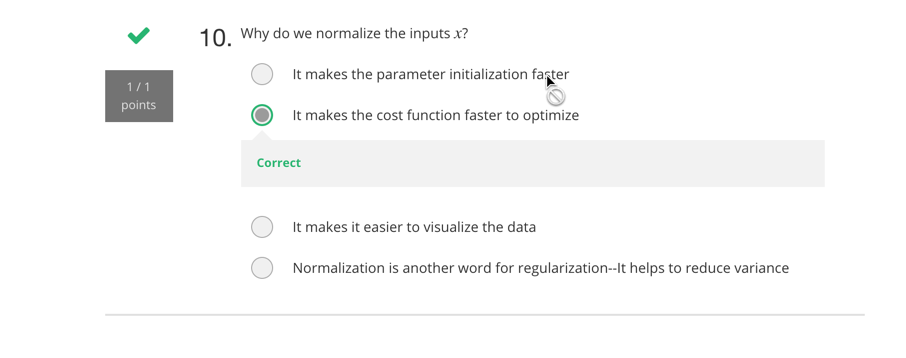 10. Why do we normalize the inputs x?
1 / 1
points
It makes the parameter initialization faster
It makes the cost function faster to optimize
Correct
It makes it easier to visualize the data
Normalization is another word for regularization--It helps to reduce variance